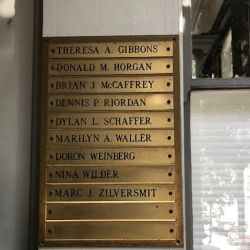 THERESA A. GIBBONS
DONALD M. HORGAN
BRIAN J. McCAFFREY
DENNIS P. RIORDAN
DYLAN L. SCHAFFER
MARILYN A. WALLER
DORON WEINBERG
NINA WILDER
MARC J. ZILVERSMIT